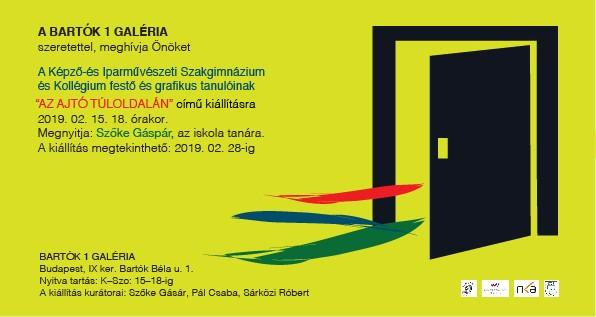 A BARTÓK 1 GALÉRIA
szeretettel, meghívja Önöket
A Képző-és Iparművészeti Szakgimnázium
és Kollégium festő és grafikus tanulóinak
"AZ AJTÓ TÚLOLDALÁN" című kiállításra
2019. 02. 15. 18. órakor.
Megnyitja: Szőke Gáspár, az iskola tanára.
A kiállítás megtekinthető: 2019. 02. 28-ig
BARTÓK 1 GALÉRIA
Budapest, IX ker. Bartók Béla u. 1.
Nyitva tartás: K–Szo: 15–18-ig
A kiállítás kurátorai: Szőke Gásár, Pál Csaba, Sárközi Róbert
nka